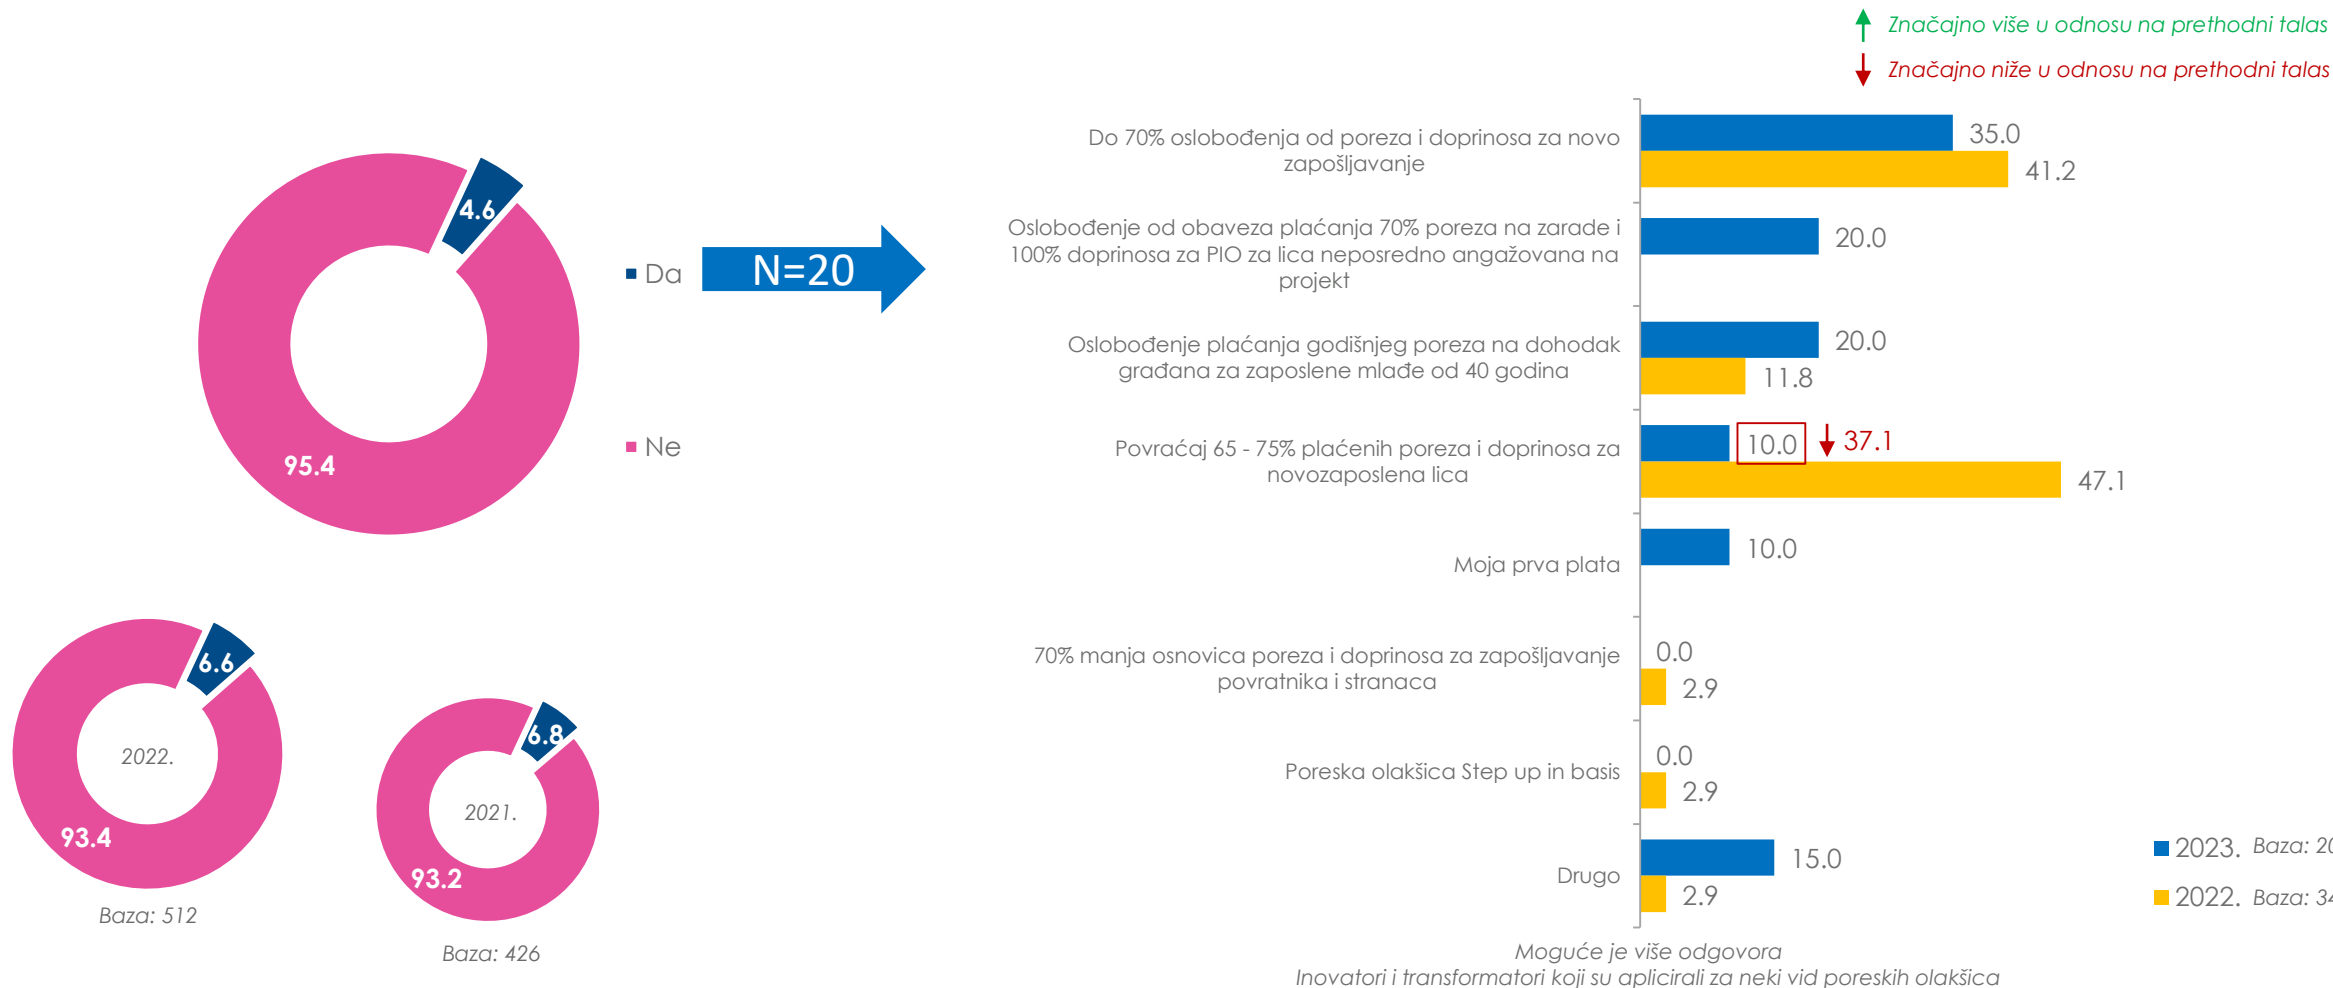 Značajno više u odnosu na prethodni talas
Značajno niže u odnosu na prethodni talas
4.6
95.4
Da
Ne
N=20
Do 70% oslobođenja od poreza i doprinosa za novo
zapošljavanje
35.0
41.2
Oslobođenje od obaveza plaćanja 70% poreza na zarade i
100% doprinosa za PIO za lica neposredno angažovana na
projekt
20.0
Oslobođenje plaćanja godišnjeg poreza na dohodak
građana za zaposlene mlađe od 40 godina
20.0
11.8
Povraćaj 65 - 75% plaćenih poreza i doprinosa za
novozaposlena lica
10.0
37.1
47.1
Moja prva plata
10.0
70% manja osnovica poreza i doprinosa za zapošljavanje
povratnika i stranaca
0.0
2.9
Poreska olakšica Step up in basis
0.0
2.9
Drugo
15.0
2.9
6.6
2022.
93.4
Baza: 512
6.8
2021.
93.2
Baza: 426
2023. Baza: 20
2022. Baza: 34
Moguće je više odgovora
Inovatori i transformatori koji su aplicirali za neki vid poreskih olakšica